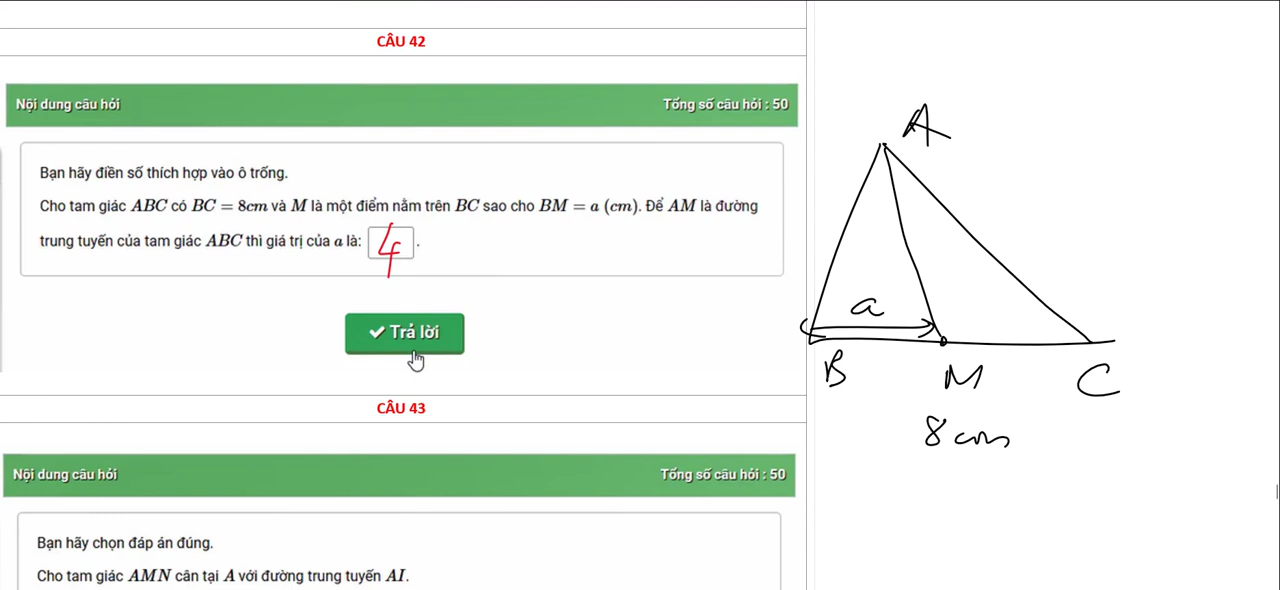 CÂU 42
Nội dung câu hỏi
Tổng số câu hỏi : 50
Bạn hãy điền số thích hợp vào ô trống.
Cho tam giác ABC có BC = 8cm và M là một điểm nằm trên BC sao cho BM = a (cm). Để AM là đường
trung tuyến của tam giác ABC thì giá trị của a là: 4 .
Trả lời
CÂU 43
Nội dung câu hỏi
Tổng số câu hỏi : 50
Bạn hãy chọn đáp án đúng.
Cho tam giác AMN cân tại A với đường trung tuyến AI.
A
a
B M C
8 cm